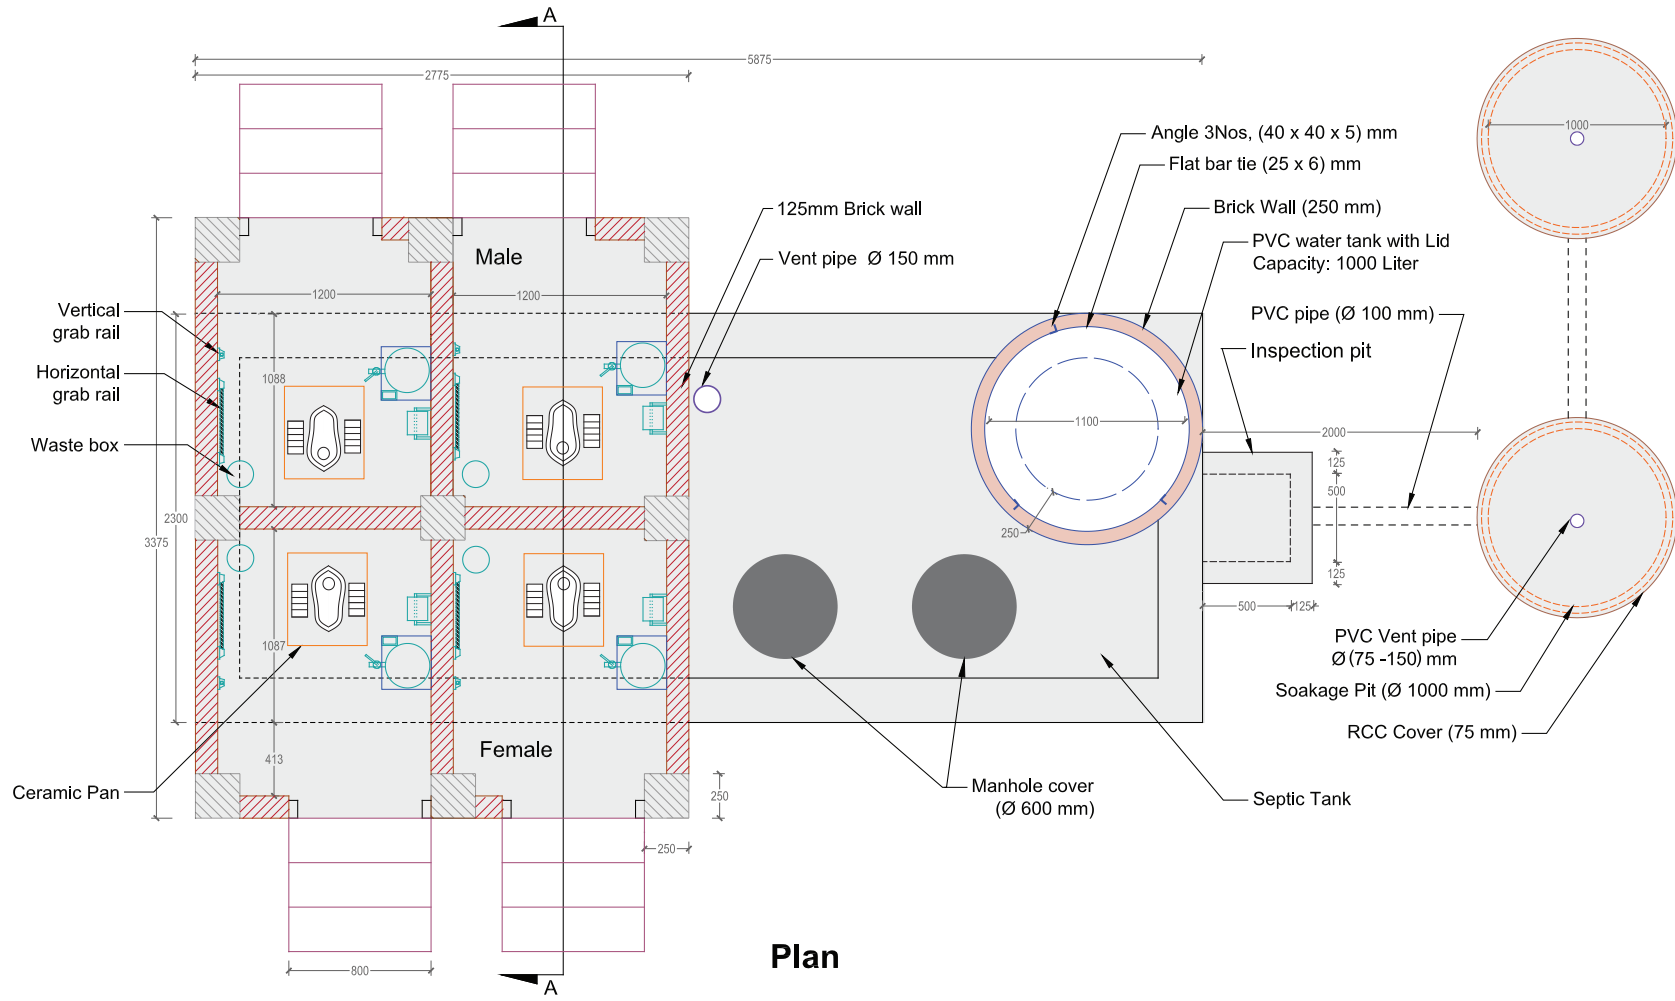 A
5875
2775
Angle 3Nos, (40 x 40 x 5) mm
Flat bar tie (25 x 6) mm
1000
125mm Brick wall
Brick Wall (250 mm)
Male
Vent pipe Ø 150 mm
PVC water tank with Lid
Capacity: 1000 Liter
1200
1200
Vertical
grab rail
PVC pipe (Ø 100 mm)
Inspection pit
Horizontal
grab rail
1088
1100
2000
Waste box
125
500
125
2300
3375
250
500
125
1087
PVC Vent pipe
Ø (75 -150) mm
Soakage Pit (Ø 1000 mm)
RCC Cover (75 mm)
Female
413
Ceramic Pan
250
Manhole cover
(Ø 600 mm)
Septic Tank
250
800
Plan
A